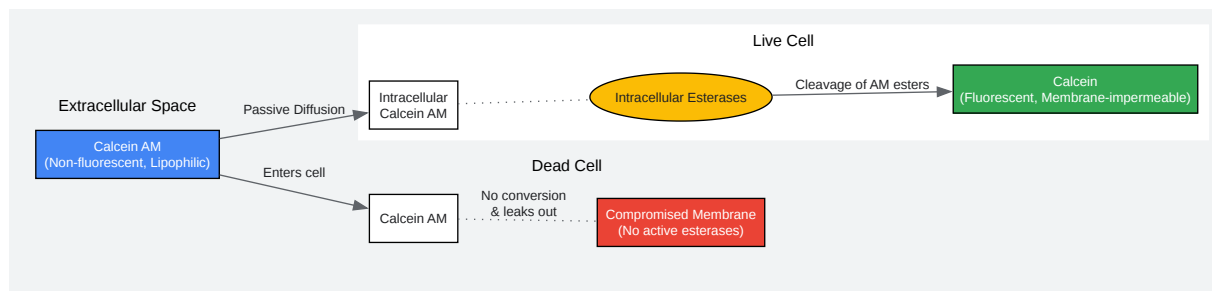 Live Cell
Extracellular Space
Calcein AM
(Non-fluorescent, Lipophilic)
Passive Diffusion
Intracellular
Calcein AM
Intracellular Esterases
Cleavage of AM esters
Calcein
(Fluorescent, Membrane-impermeable)
Dead Cell
Enters cell
Calcein AM
No conversion
& leaks out
Compromised Membrane
(No active esterases)